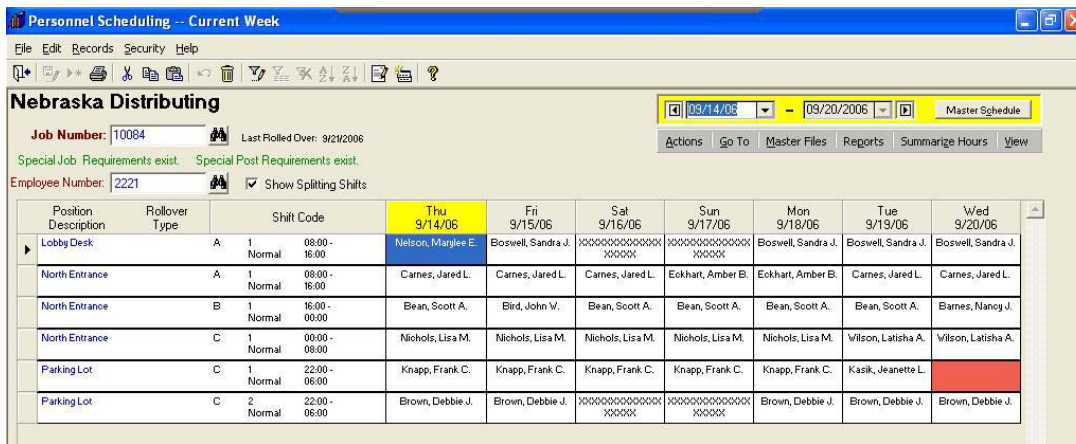 Personnel Scheduling -- Current Week
File Edit Records Security Help
Nebraska Distributing
09/14/06 - 09/20/2006 Master Schedule
Job Number: 10084 Last Rolled Over: 9/21/2006
Actions Go To Master Files Reports Summarize Hours View
Special Job Requirements exist. Special Post Requirements exist.
Employee Number: 2221 Show Splitting Shifts
Position Description Rollover Type Shift Code Thu 9/14/06 Fri 9/15/06 Sat 9/16/06 Sun 9/17/06 Mon 9/18/06 Tue 9/19/06 Wed 9/20/06
Lobby Desk A 1 Normal 08:00 - 16:00 Nelson, Marylee E. Boswell, Sandra J. XXXXXXXXXXXXX XXXXX XXXXXXXXXXXXX XXXXX Boswell, Sandra J. Boswell, Sandra J. Boswell, Sandra J.
North Entrance A 1 Normal 08:00 - 16:00 Carnes, Jared L. Carnes, Jared L. Carnes, Jared L. Eckhart, Amber B. Eckhart, Amber B. Carnes, Jared L. Carnes, Jared L.
North Entrance B 1 Normal 16:00 - 00:00 Bean, Scott A. Bird, John W. Bean, Scott A. Bean, Scott A. Bean, Scott A. Bean, Scott A. Barnes, Nancy J.
North Entrance C 1 Normal 00:00 - 08:00 Nichols, Lisa M. Nichols, Lisa M. Nichols, Lisa M. Nichols, Lisa M. Nichols, Lisa M. Wilson, Latisha A. Wilson, Latisha A.
Parking Lot C 1 Normal 22:00 - 06:00 Knapp, Frank C. Knapp, Frank C. Knapp, Frank C. Knapp, Frank C. Knapp, Frank C. Kasik, Jeanette L.
Parking Lot C 2 Normal 22:00 - 06:00 Brown, Debbie J. Brown, Debbie J. XXXXXXXXXXXXX XXXXX XXXXXXXXXXXXX XXXXX Brown, Debbie J. Brown, Debbie J. Brown, Debbie J.